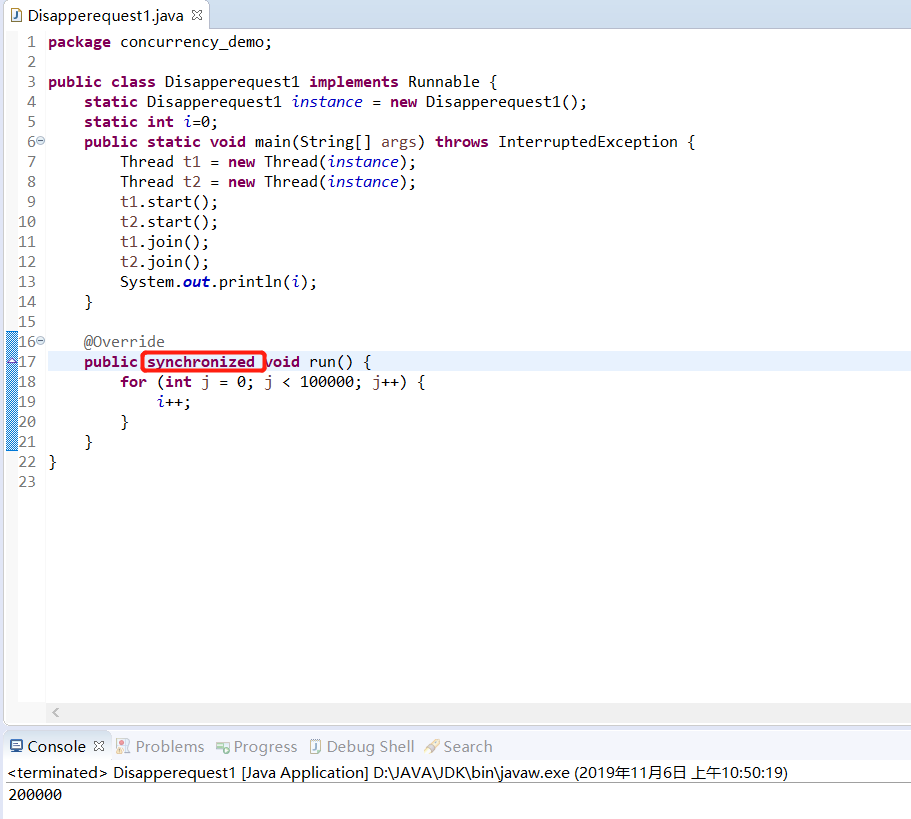 Disapperequest1.java
1 package concurrency_demo;
2
3 public class Disapperequest1 implements Runnable {
4     static Disapperequest1 instance = new Disapperequest1();
5     static int i=0;
6     public static void main(String[] args) throws InterruptedException {
7         Thread t1 = new Thread(instance);
8         Thread t2 = new Thread(instance);
9         t1.start();
10         t2.start();
11         t1.join();
12         t2.join();
13         System.out.println(i);
14     }
15
16     @Override
17     public synchronized void run() {
18         for (int j = 0; j < 100000; j++) {
19             i++;
20         }
21     }
22 }
23
Console Problems Progress Debug Shell Search
<terminated> Disapperequest1 [Java Application] D:\JAVA\JDK\bin\javaw.exe (2019年11月6日 上午10:50:19)
200000